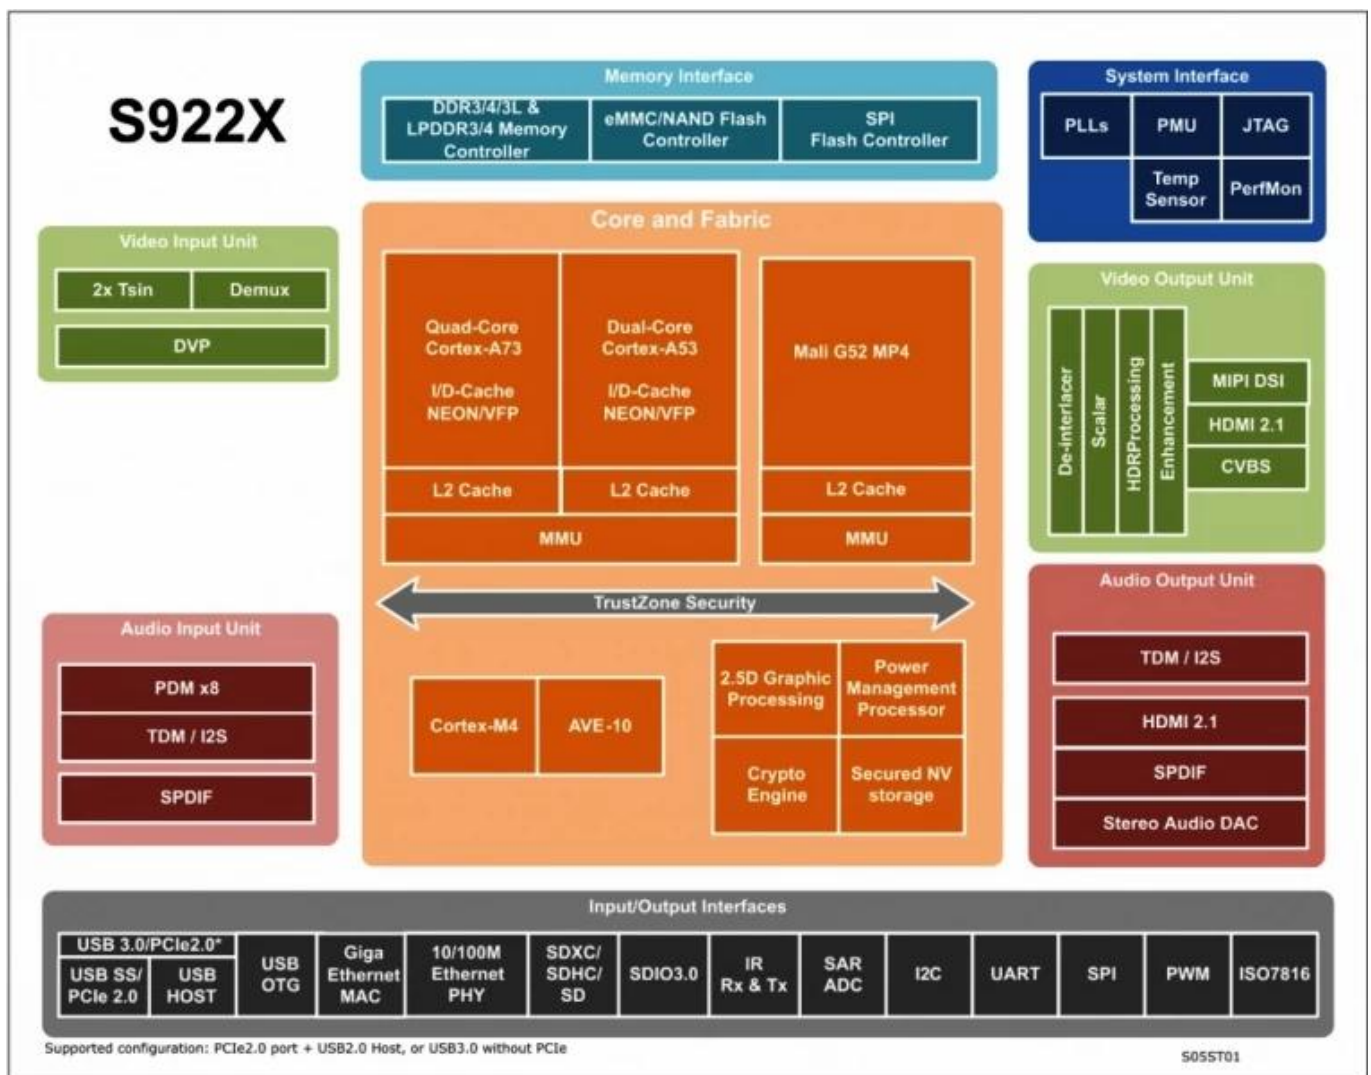 S922X
Memory Interface
DDR3/4/3L &
LPDDR3/4 Memory
Controller
eMMC/NAND Flash
Controller
SPI
Flash Controller
System Interface
PLLs
PMU
JTAG
Temp
Sensor
PerfMon
Video Input Unit
2x Tsin
Demux
DVP
Core and Fabric
Quad-Core
Cortex-A73
I/D-Cache
NEON/VFP
Dual-Core
Cortex-A53
I/D-Cache
NEON/VFP
Mali G52 MP4
L2 Cache
L2 Cache
L2 Cache
MMU
MMU
TrustZone Security
Cortex-M4
AVE-10
2.5D Graphic
Processing
Power
Management
Processor
Crypto
Engine
Secured NV
storage
Video Output Unit
De-interlacer
Scalar
HDRProcessing
Enhancement
MIPI DSI
HDMI 2.1
CVBS
Audio Input Unit
PDM x8
TDM / I2S
SPDIF
Audio Output Unit
TDM / I2S
HDMI 2.1
SPDIF
Stereo Audio DAC
Input/Output Interfaces
USB 3.0/PCIe2.0*
USB SS/
PCIe 2.0
USB
HOST
USB
OTG
Giga
Ethernet
MAC
10/100M
Ethernet
PHY
SDXC/
SDHC/
SD
SDIO3.0
IR
Rx & Tx
SAR
ADC
I2C
UART
SPI
PWM
ISO7816
Supported configuration: PCIe2.0 port + USB2.0 Host, or USB3.0 without PCIe
S05ST01